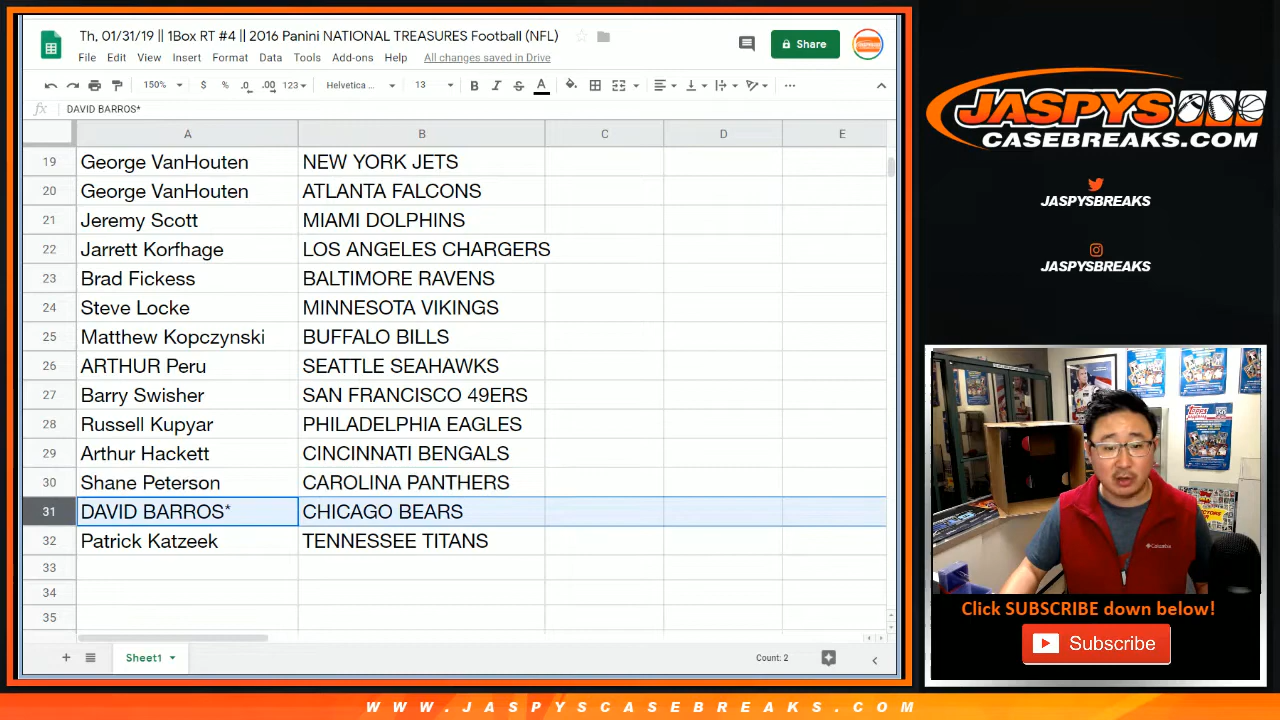 Th, 01/31/19 || 1Box RT #4 || 2016 Panini NATIONAL TREASURES Football (NFL)
File Edit View Insert Format Data Tools Add-ons Help All changes saved in Drive
Share
150% $ % .0 .00 123 Helvetica ... 13 B I S A
fx DAVID BARROS*
A B C D E
19 George VanHouten NEW YORK JETS
20 George VanHouten ATLANTA FALCONS
21 Jeremy Scott MIAMI DOLPHINS
22 Jarrett Korfhage LOS ANGELES CHARGERS
23 Brad Fickess BALTIMORE RAVENS
24 Steve Locke MINNESOTA VIKINGS
25 Matthew Kopczynski BUFFALO BILLS
26 ARTHUR Peru SEATTLE SEAHAWKS
27 Barry Swisher SAN FRANCISCO 49ERS
28 Russell Kupyar PHILADELPHIA EAGLES
29 Arthur Hackett CINCINNATI BENGALS
30 Shane Peterson CAROLINA PANTHERS
31 DAVID BARROS* CHICAGO BEARS
32 Patrick Katzeek TENNESSEE TITANS
33
34
35
Sheet1
Count: 2
JASPYS
CASEBREAKS.COM
JASPYSBREAKS
JASPYSBREAKS
Topps
Columbia
Click SUBSCRIBE down below!
Subscribe
WWW.JASPYSCASEBREAKS.COM